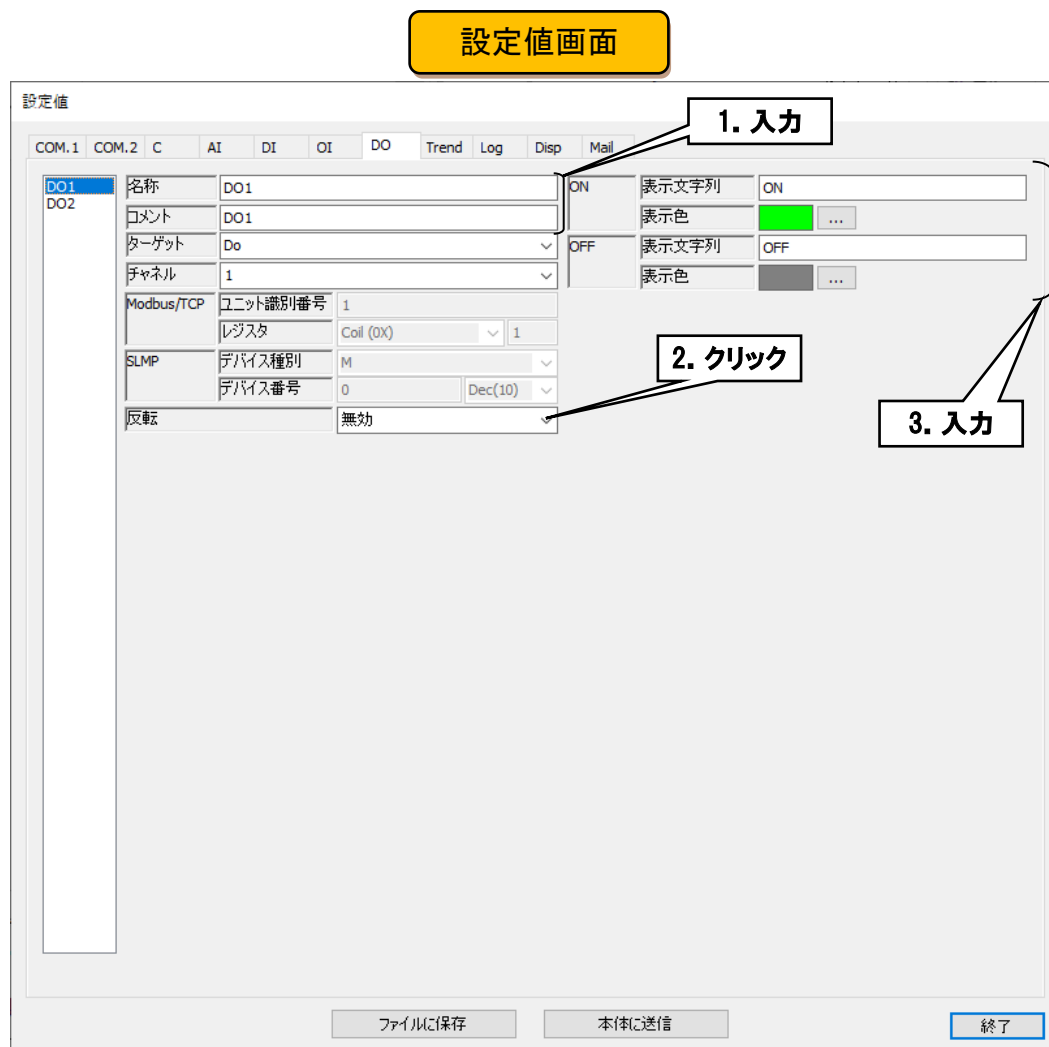 設定値画面
設定値
1. 入力
COM.1 COM.2 C AI DI OI DO Trend Log Disp Mail
DO1
DO2
名称 DO1
コメント DO1
ターゲット Do
チャネル 1
Modbus/TCP ユニット識別番号 1
レジスタ Coil (0X) 1
SLMP デバイス種別 M
デバイス番号 0 Dec(10)
反転 無効
ON 表示文字列 ON
表示色 ...
OFF 表示文字列 OFF
表示色 ...
2. クリック
3. 入力
ファイルに保存 本体に送信 終了